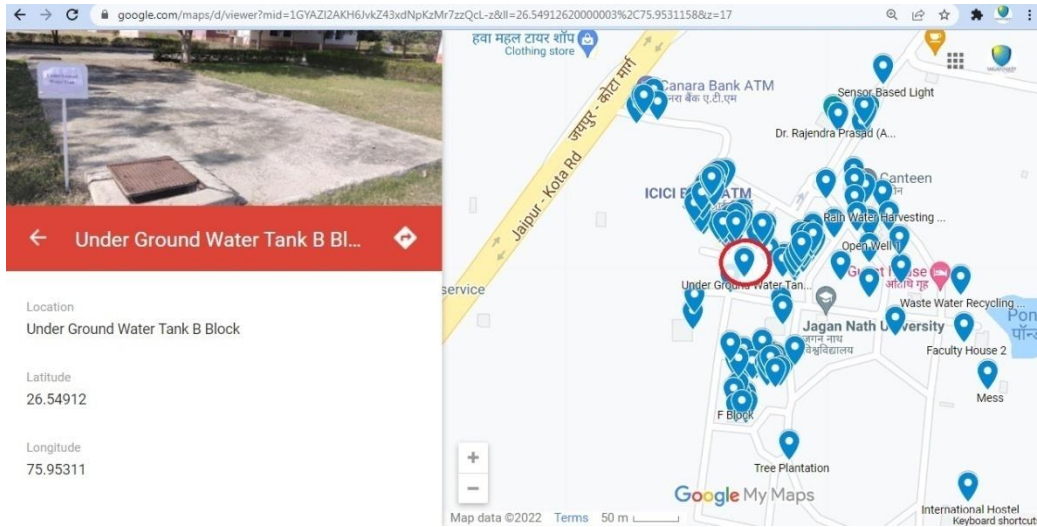 google.com/maps/d/viewer?mid=1GYAZI2AKH6JvkZ43xdNpKzMr7zzQcL-z&ll=26.54912620000003%2C75.9531158&z=17
Under Ground Water Tank B Bl...
Location
Under Ground Water Tank B Block
Latitude
26.54912
Longitude
75.95311
हवा महल टायर शॉप
Clothing store
जयपुर - कोटा मार्ग
Jaipur - Kota Rd
Canara Bank ATM
Sensor Based Light
Dr. Rajendra Prasad (A...
ICICI
ATM
Canteen
Rain Water Harvesting ...
Open Well 1
service
Under Ground Water Tan...
Guest House
अतिथि गृह
Waste Water Recycling ...
Jagan Nath University
जगन नाथ
विश्वविद्यालय
Pon
पॉन्ड
Faculty House 2
Mess
F Block
Tree Plantation
+
−
Google My Maps
International Hostel
Map data ©2022 Terms 50 m
Keyboard shortcut